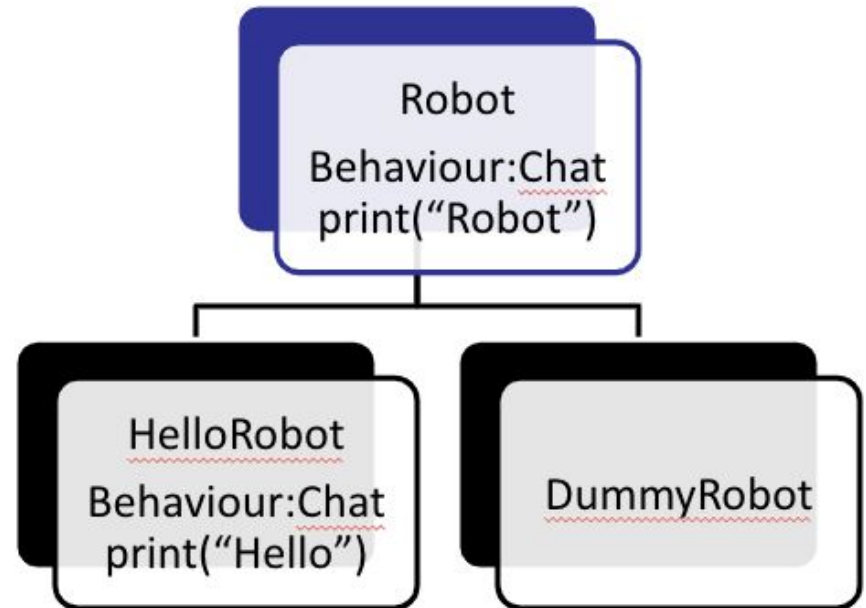 Robot
Behaviour:Chat
print(“Robot”)
HelloRobot
Behaviour:Chat
print(“Hello”)
DummyRobot